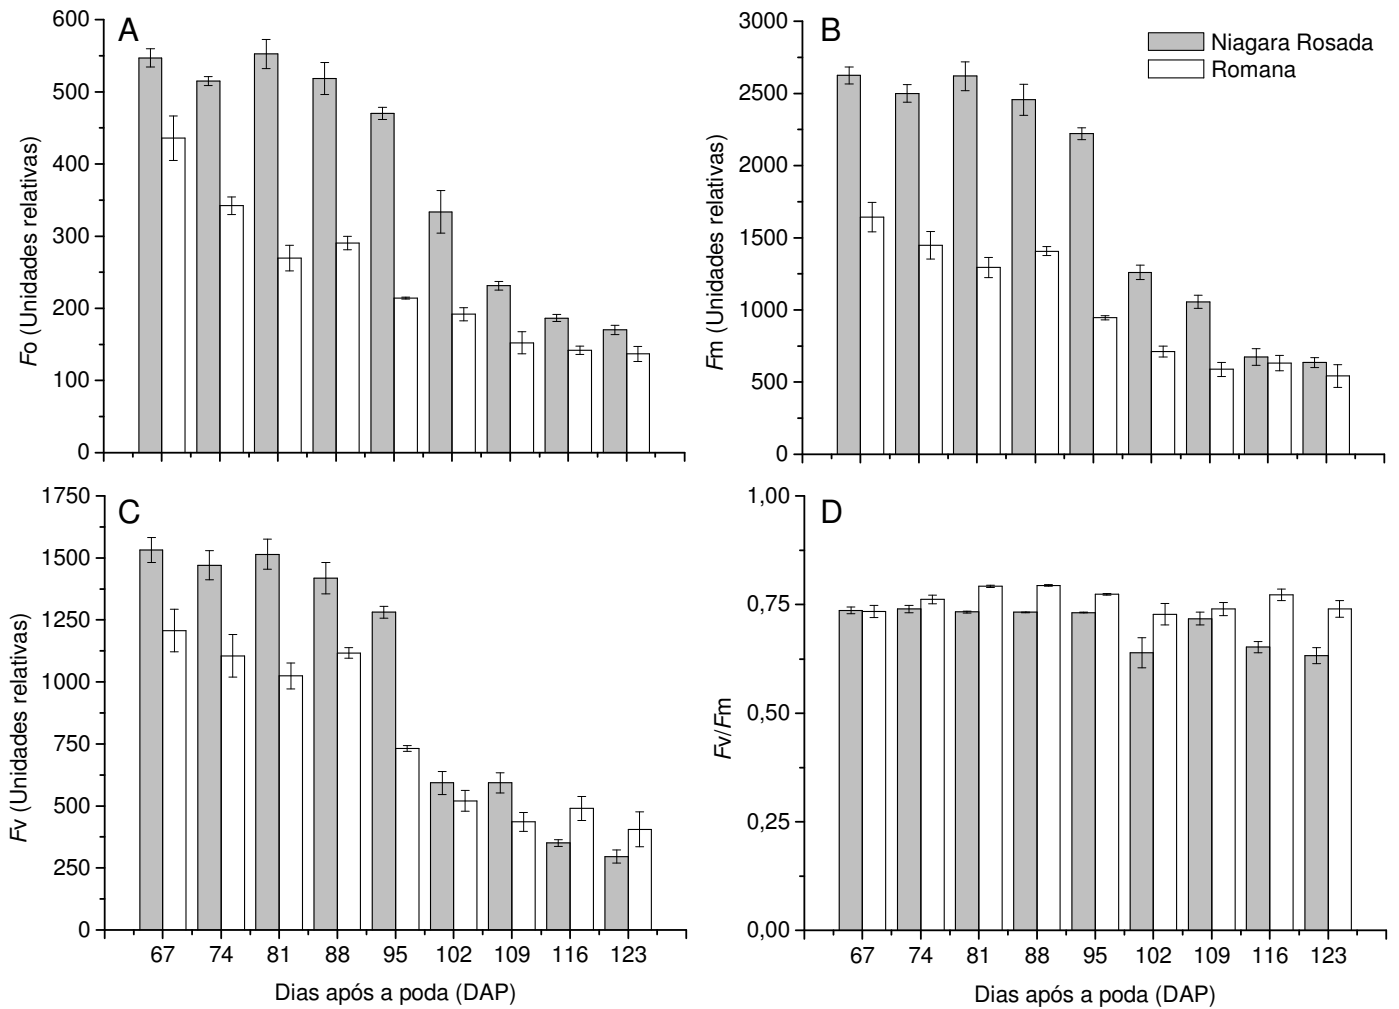 A
600
500
400
300
200
100
0
Fo (Unidades relativas)
B
3000
2500
2000
1500
1000
500
0
Fm (Unidades relativas)
Niagara Rosada
Romana
C
1750
1500
1250
1000
750
500
250
0
Fv (Unidades relativas)
67 74 81 88 95 102 109 116 123
Dias após a poda (DAP)
D
1,00
0,75
0,50
0,25
0,00
Fv/Fm
67 74 81 88 95 102 109 116 123
Dias após a poda (DAP)